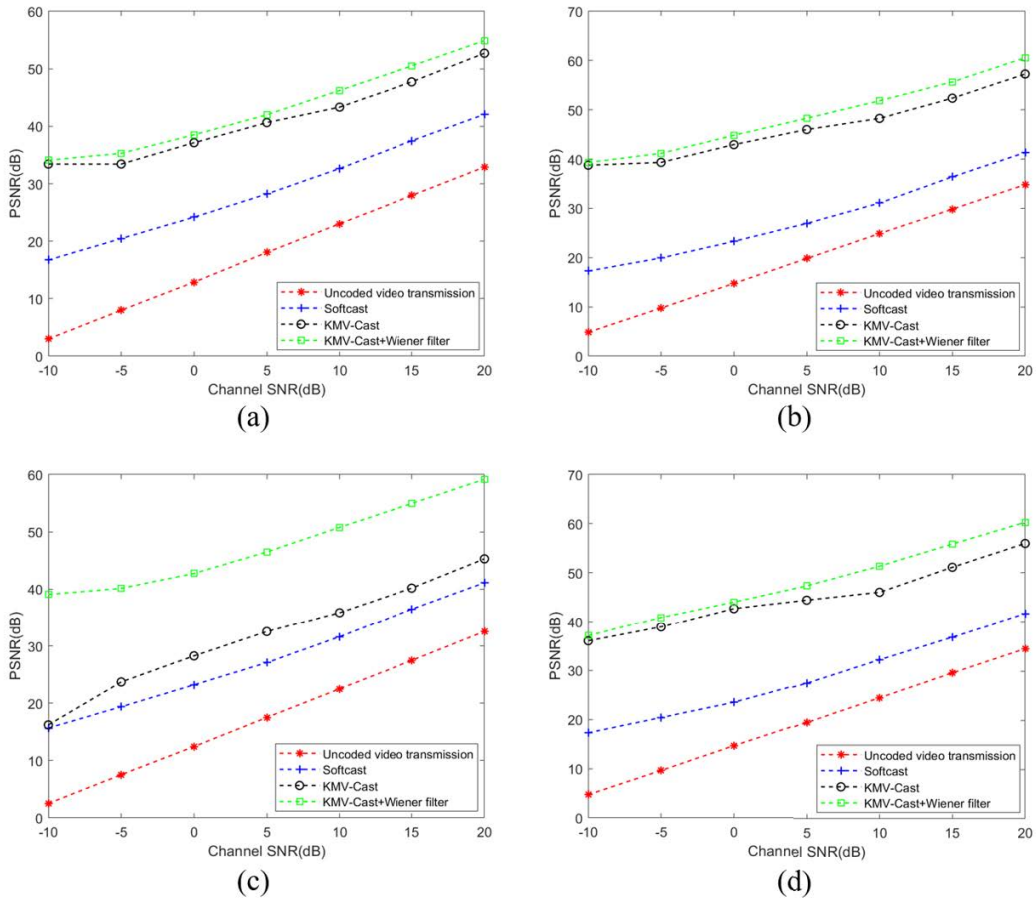 60
50
40
30
20
10
0
PSNR(dB)
-10 -5 0 5 10 15 20
Channel SNR(dB)
Uncoded video transmission
Softcast
KMV-Cast
KMV-Cast+Wiener filter
(a)
70
60
50
40
30
20
10
0
PSNR(dB)
-10 -5 0 5 10 15 20
Channel SNR(dB)
Uncoded video transmission
Softcast
KMV-Cast
KMV-Cast+Wiener filter
(b)
60
50
40
30
20
10
0
PSNR(dB)
-10 -5 0 5 10 15 20
Channel SNR(dB)
Uncoded video transmission
Softcast
KMV-Cast
KMV-Cast+Wiener filter
(c)
70
60
50
40
30
20
10
0
PSNR(dB)
-10 -5 0 5 10 15 20
Channel SNR(dB)
Uncoded video transmission
Softcast
KMV-Cast
KMV-Cast+Wiener filter
(d)